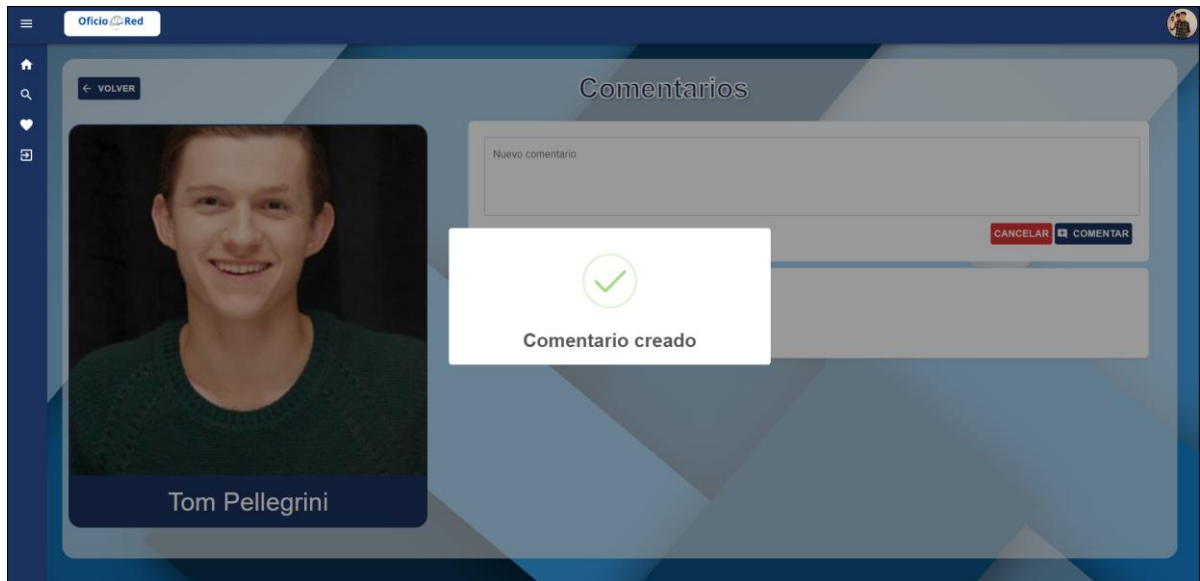 Oficio Red
VOLVER
Comentarios
Nuevo comentario
CANCELAR
COMENTAR
Comentario creado
Tom Pellegrini